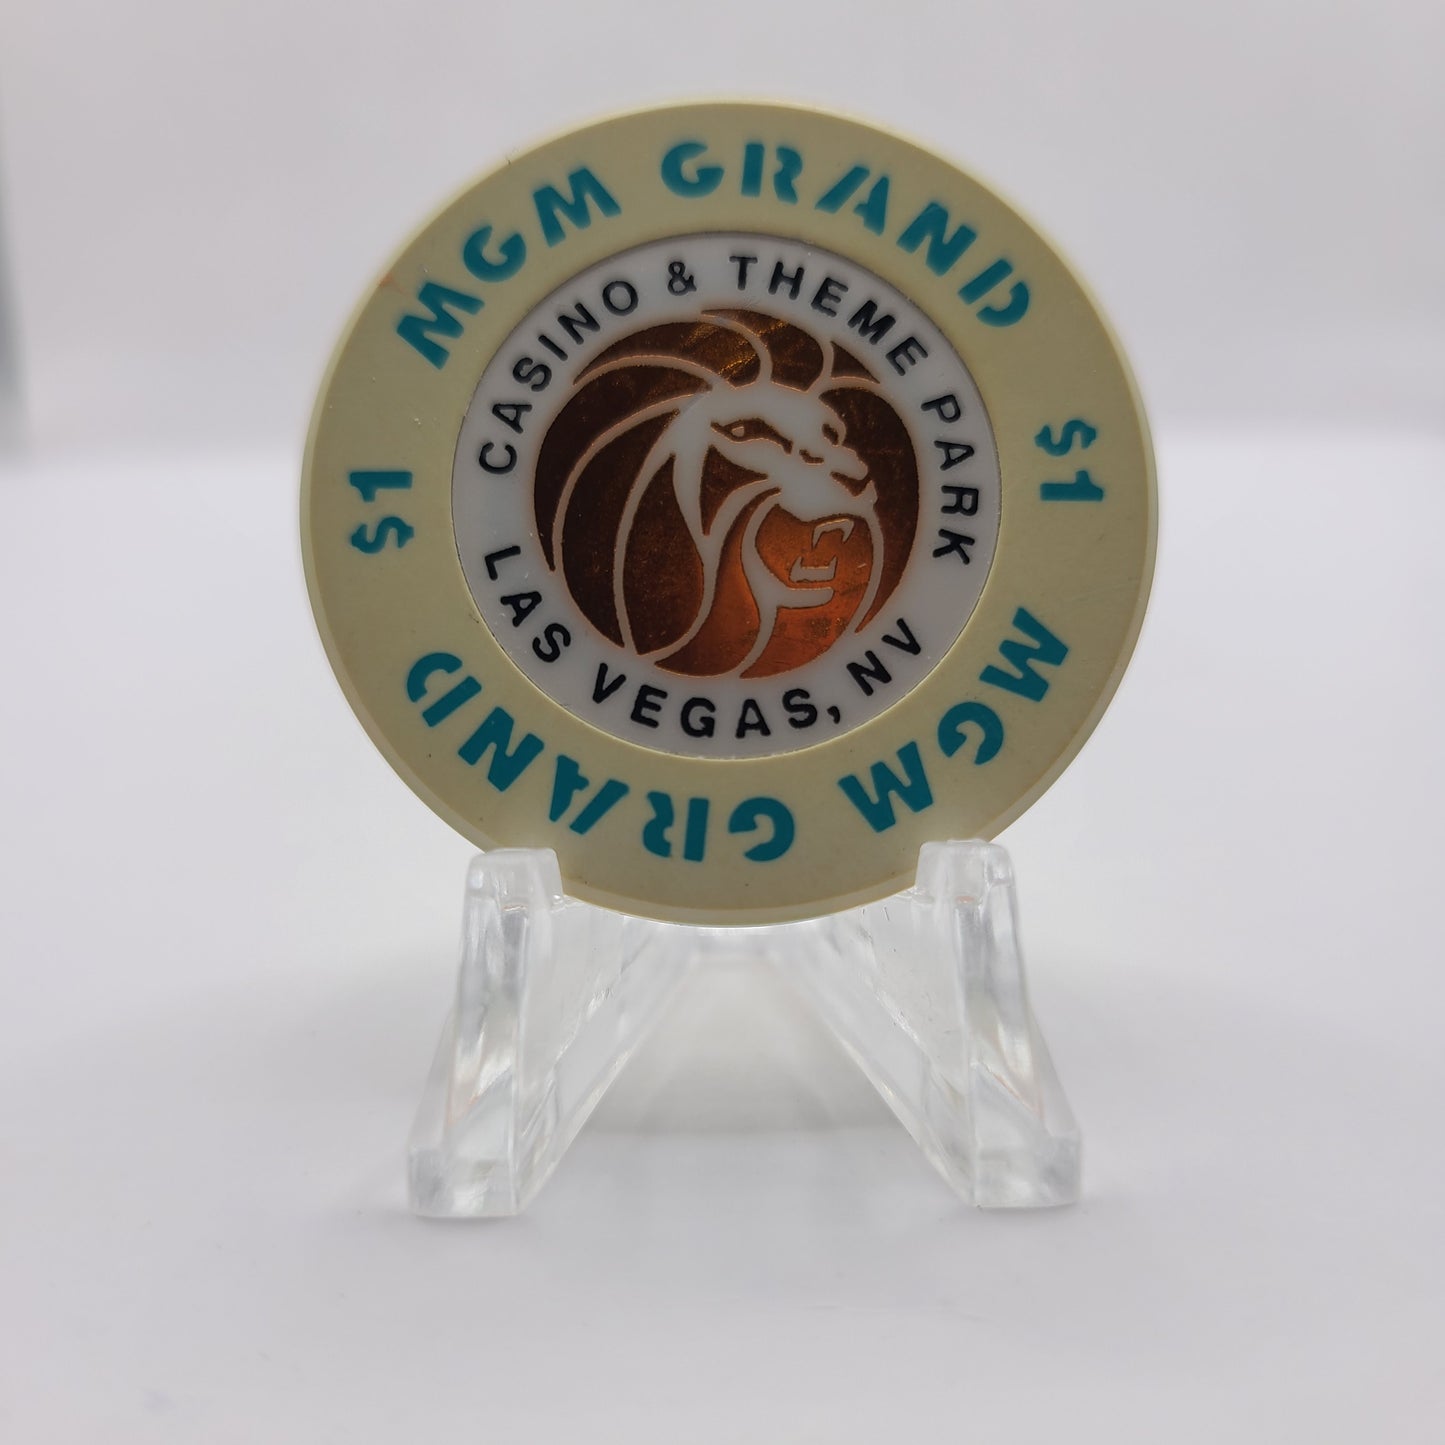 MGM GRAND
$1
MGM GRAND
$1
CASINO & THEME PARK
LAS VEGAS, NV